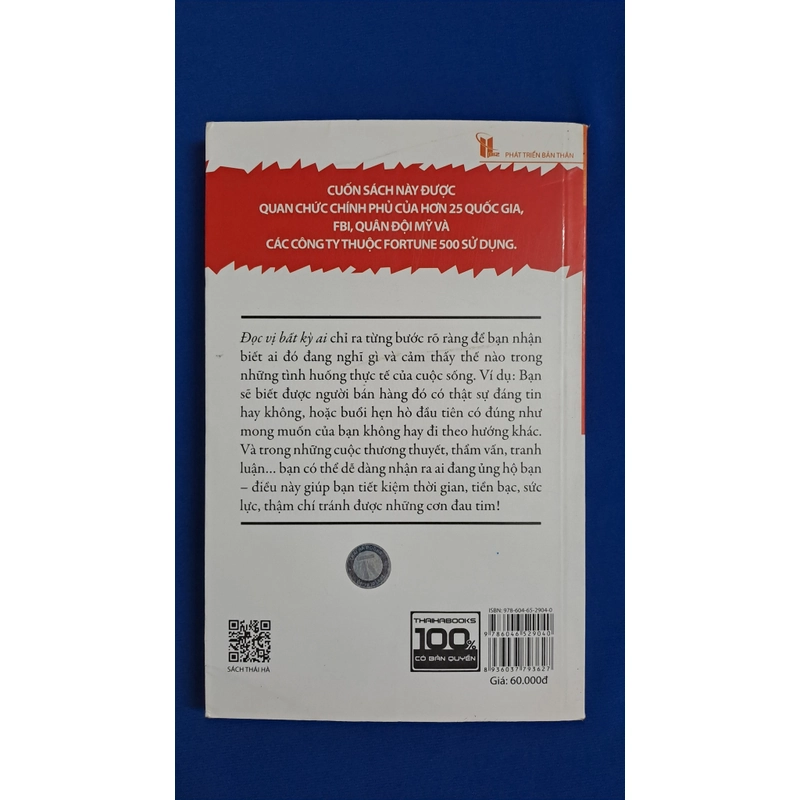 PHÁT TRIỂN BẢN THÂN
CUỐN SÁCH NÀY ĐƯỢC
QUAN CHỨC CHÍNH PHỦ CỦA HƠN 25 QUỐC GIA,
FBI, QUÂN ĐỘI MỸ VÀ
CÁC CÔNG TY THUỘC FORTUNE 500 SỬ DỤNG.
Đọc vị bất kỳ ai chỉ ra từng bước rõ ràng để bạn nhận
biết ai đó đang nghĩ gì và cảm thấy thế nào trong
những tình huống thực tế của cuộc sống. Ví dụ: Bạn
sẽ biết được người bán hàng đó có thật sự đáng tin
hay không, hoặc buổi hẹn hò đầu tiên có đúng như
mong muốn của bạn không hay đi theo hướng khác.
Và trong những cuộc thương thuyết, thẩm vấn, tranh
luận... bạn có thể dễ dàng nhận ra ai đang ủng hộ bạn
– điều này giúp bạn tiết kiệm thời gian, tiền bạc, sức
lực, thậm chí tránh được những cơn đau tim!
SÁCH THÁI HÀ
THAIHABOOKS
100%
CÓ BẢN QUYỀN
ISBN: 978-604-65-2904-0
9 786046 529040
8 936037 793627
Giá: 60.000đ